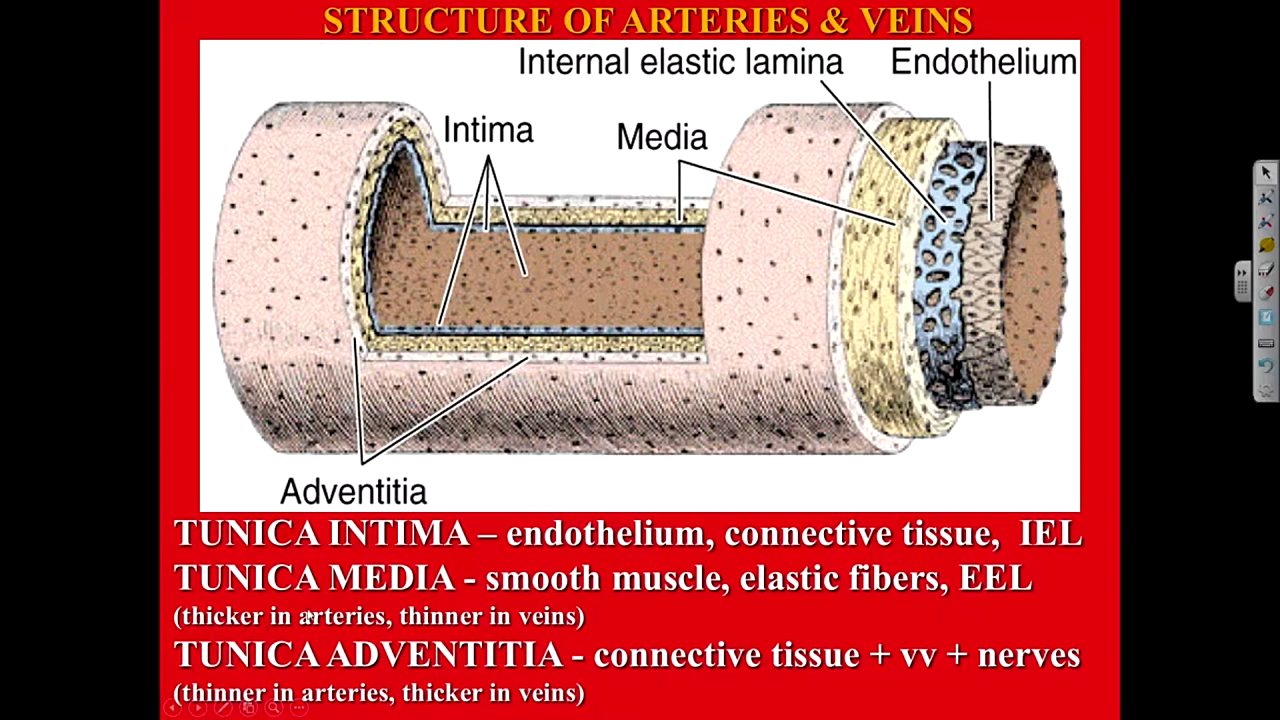 STRUCTURE OF ARTERIES & VEINS
Internal elastic lamina
Endothelium
Intima
Media
Adventitia
TUNICA INTIMA – endothelium, connective tissue, IEL
TUNICA MEDIA - smooth muscle, elastic fibers, EEL
(thicker in arteries, thinner in veins)
TUNICA ADVENTITIA - connective tissue + vv + nerves
(thinner in arteries, thicker in veins)